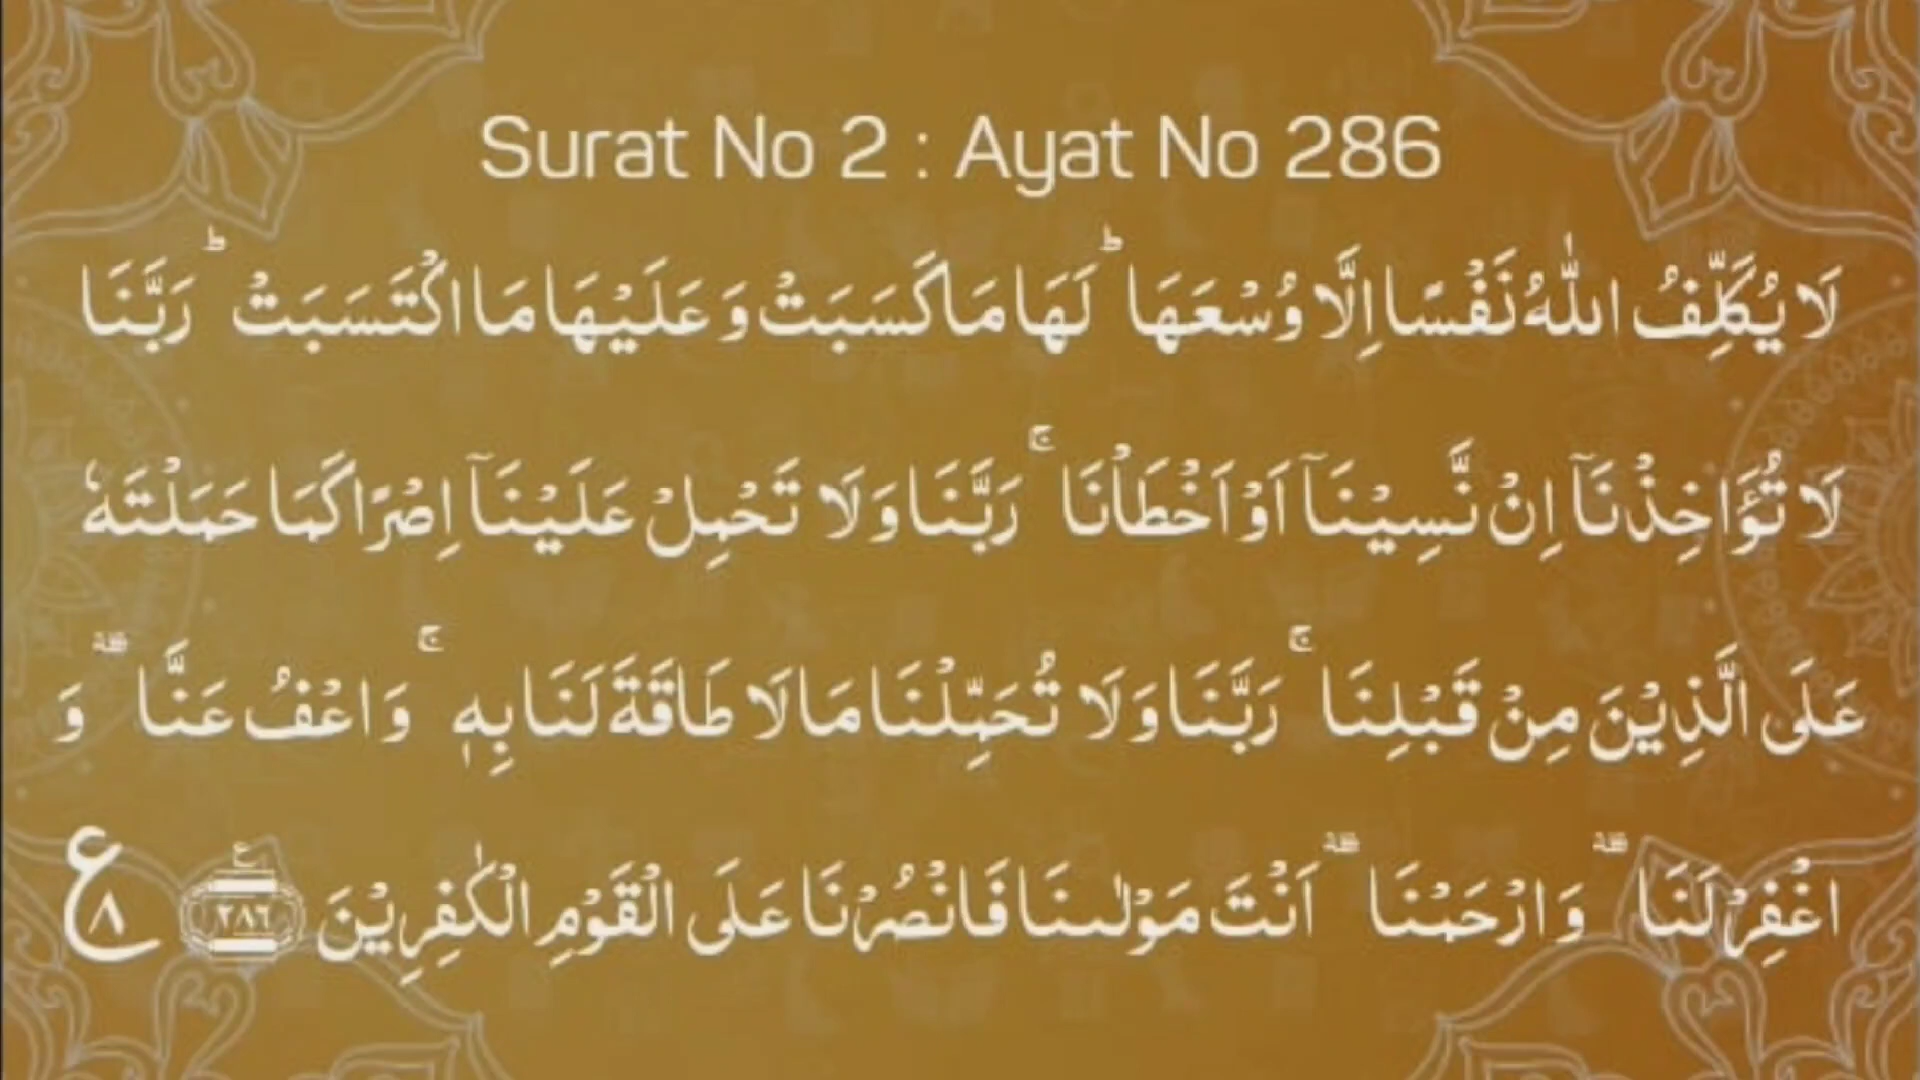 Surat No 2 : Ayat No 286
لَا يُكَلِّفُ اللّٰهُ نَفْسًا اِلَّا وُسْعَهَا ؕ لَهَا مَا كَسَبَتْ وَ عَلَيْهَا مَا اكْتَسَبَتْ ؕ رَبَّنَا
لَا تُؤَاخِذْنَاۤ اِنْ نَّسِيْنَاۤ اَوْ اَخْطَاْنَا ۚ رَبَّنَا وَ لَا تَحْمِلْ عَلَيْنَاۤ اِصْرًا كَمَا حَمَلْتَهٗ
عَلَى الَّذِيْنَ مِنْ قَبْلِنَا ۚ رَبَّنَا وَ لَا تُحَمِّلْنَا مَا لَا طَاقَةَ لَنَا بِهٖ ۚ وَ اعْفُ عَنَّا ۥ وَ
اغْفِرْ لَنَا ۥ وَ ارْحَمْنَا ۥ اَنْتَ مَوْلٰىنَا فَانْصُرْنَا عَلَى الْقَوْمِ الْكٰفِرِيْنَ ۝۲۸۶ ع ۸